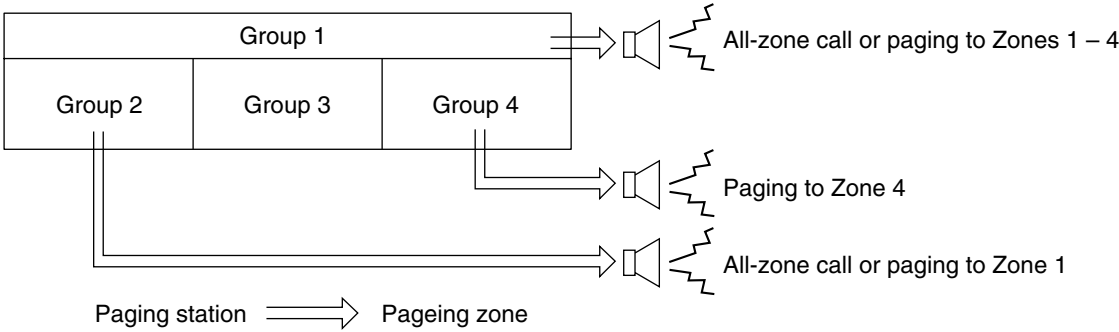 Group 1
All-zone call or paging to Zones 1 – 4
Group 2
Group 3
Group 4
Paging to Zone 4
All-zone call or paging to Zone 1
Paging station
Pageing zone